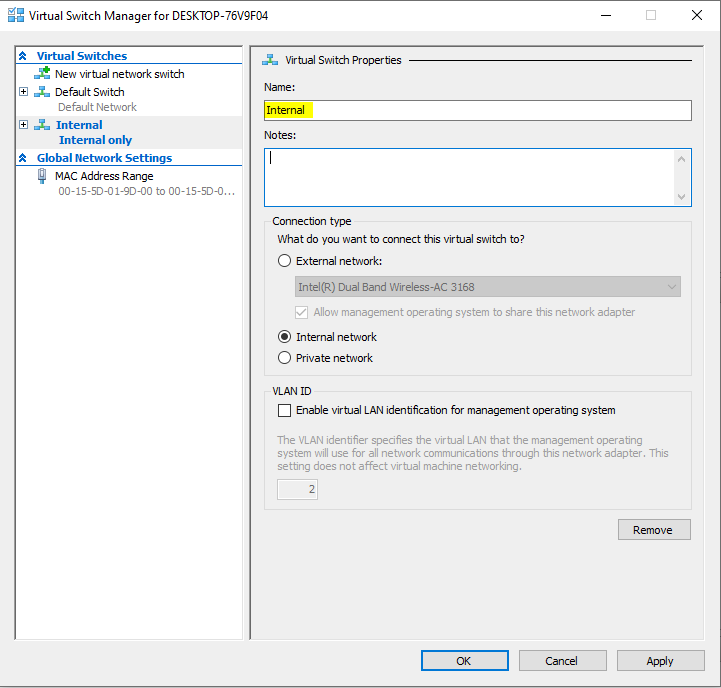 Virtual Switch Manager for DESKTOP-76V9F04
Virtual Switches
New virtual network switch
Default Switch
Default Network
Internal
Internal only
Global Network Settings
MAC Address Range
00-15-5D-01-9D-00 to 00-15-5D-0...
Virtual Switch Properties
Name:
Internal
Notes:
Connection type
What do you want to connect this virtual switch to?
External network:
Intel(R) Dual Band Wireless-AC 3168
Allow management operating system to share this network adapter
Internal network
Private network
VLAN ID
Enable virtual LAN identification for management operating system
The VLAN identifier specifies the virtual LAN that the management operating
system will use for all network communications through this network adapter. This
setting does not affect virtual machine networking.
2
Remove
OK
Cancel
Apply